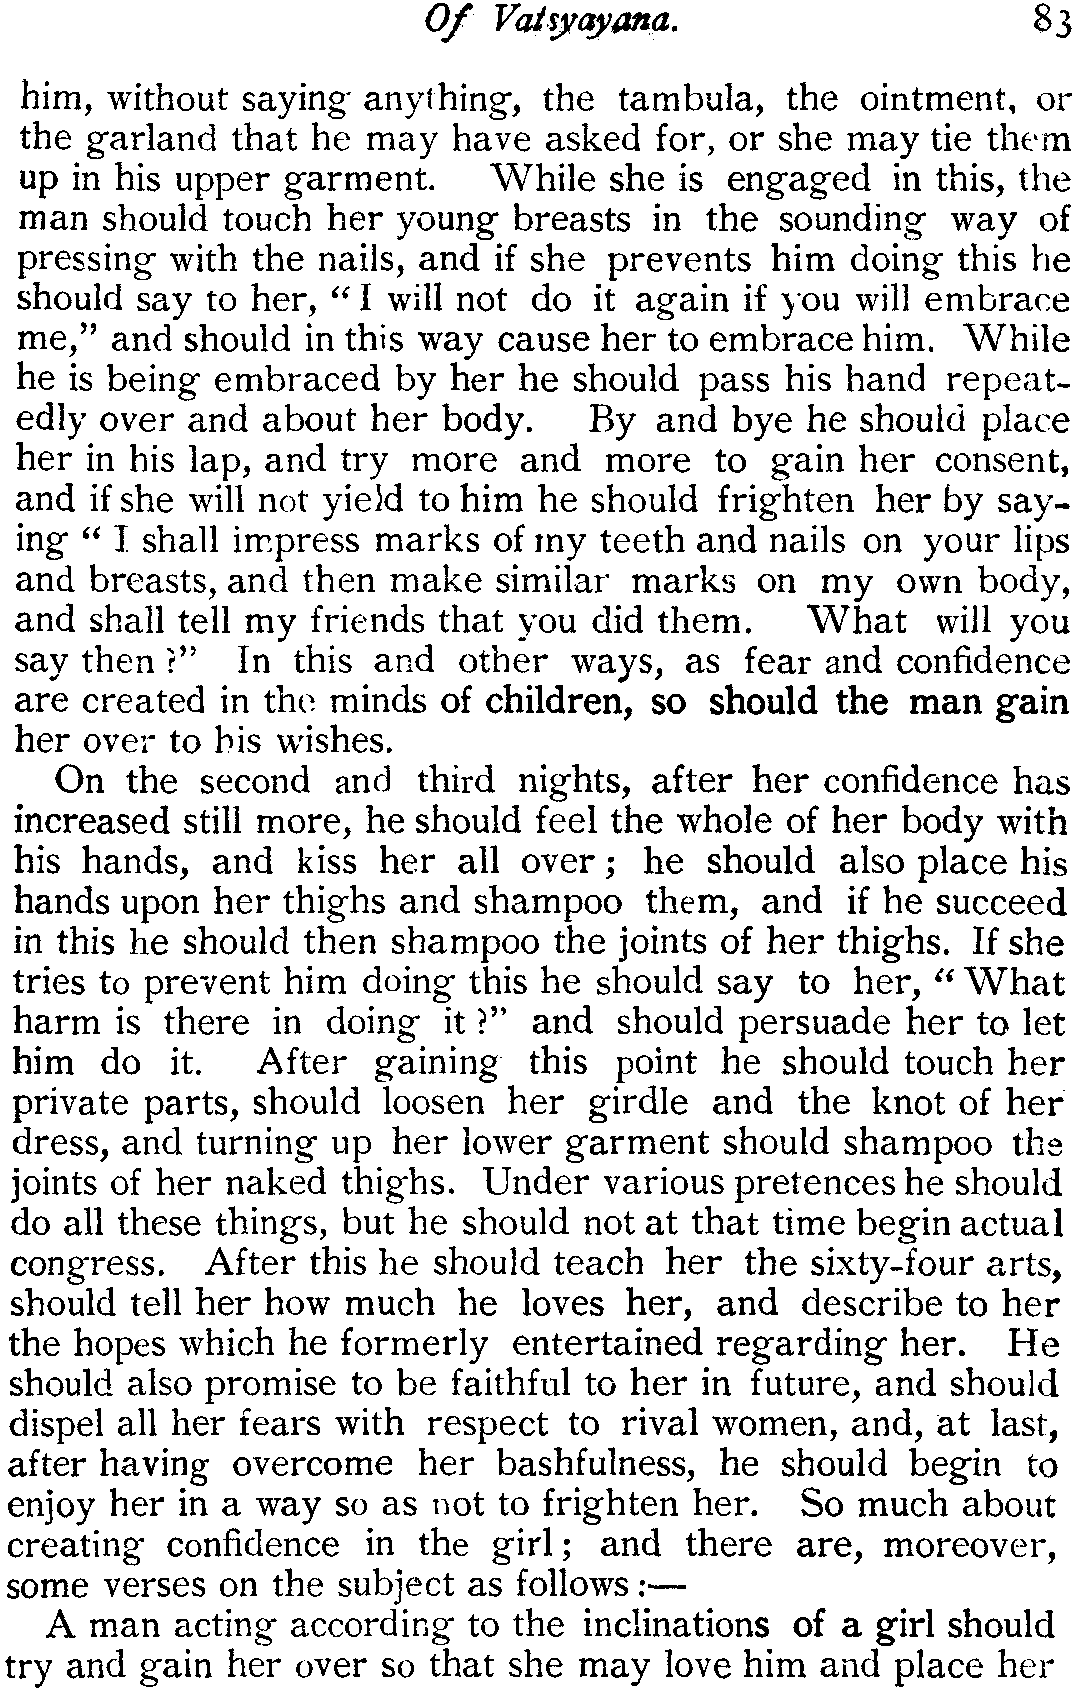 Of Vatsyayana. 83
him, without saying anything, the tambula, the ointment, or
the garland that he may have asked for, or she may tie them
up in his upper garment. While she is engaged in this, the
man should touch her young breasts in the sounding way of
pressing with the nails, and if she prevents him doing this he
should say to her, “I will not do it again if you will embrace
me,” and should in this way cause her to embrace him. While
he is being embraced by her he should pass his hand repeat-
edly over and about her body. By and bye he should place
her in his lap, and try more and more to gain her consent,
and if she will not yield to him he should frighten her by say-
ing “I shall impress marks of my teeth and nails on your lips
and breasts, and then make similar marks on my own body,
and shall tell my friends that you did them. What will you
say then?” In this and other ways, as fear and confidence
are created in the minds of children, so should the man gain
her over to his wishes.
On the second and third nights, after her confidence has
increased still more, he should feel the whole of her body with
his hands, and kiss her all over; he should also place his
hands upon her thighs and shampoo them, and if he succeed
in this he should then shampoo the joints of her thighs. If she
tries to prevent him doing this he should say to her, “What
harm is there in doing it?” and should persuade her to let
him do it. After gaining this point he should touch her
private parts, should loosen her girdle and the knot of her
dress, and turning up her lower garment should shampoo the
joints of her naked thighs. Under various pretences he should
do all these things, but he should not at that time begin actual
congress. After this he should teach her the sixty-four arts,
should tell her how much he loves her, and describe to her
the hopes which he formerly entertained regarding her. He
should also promise to be faithful to her in future, and should
dispel all her fears with respect to rival women, and, at last,
after having overcome her bashfulness, he should begin to
enjoy her in a way so as not to frighten her. So much about
creating confidence in the girl; and there are, moreover,
some verses on the subject as follows:—
A man acting according to the inclinations of a girl should
try and gain her over so that she may love him and place her